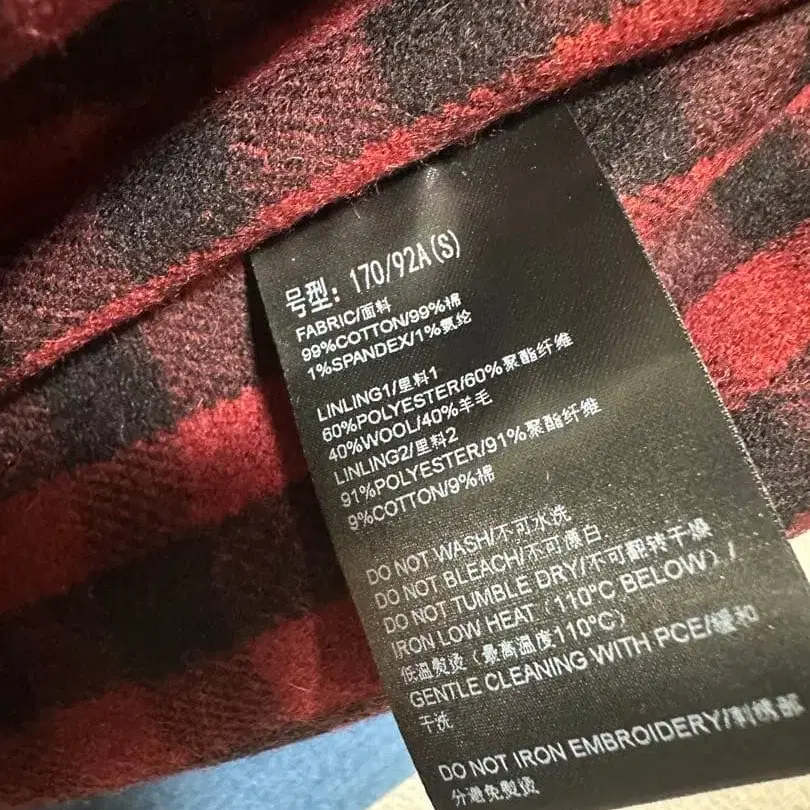 号型：170/92A(S)
FABRIC/面料
99%COTTON/99%棉
1%SPANDEX/1%氨纶
LINLING1/里料1
60%POLYESTER/60%聚酯纤维
40%WOOL/40%羊毛
LINLING2/里料2
91%POLYESTER/91%聚酯纤维
9%COTTON/9%棉
DO NOT WASH/不可水洗
DO NOT BLEACH/不可漂白
DO NOT TUMBLE DRY/不可翻转干燥
IRON LOW HEAT（110°C BELOW）/
低温熨烫（最高温度110°C）
GENTLE CLEANING WITH PCE/缓和
干洗
DO NOT IRON EMBROIDERY/刺绣部
分避免熨烫